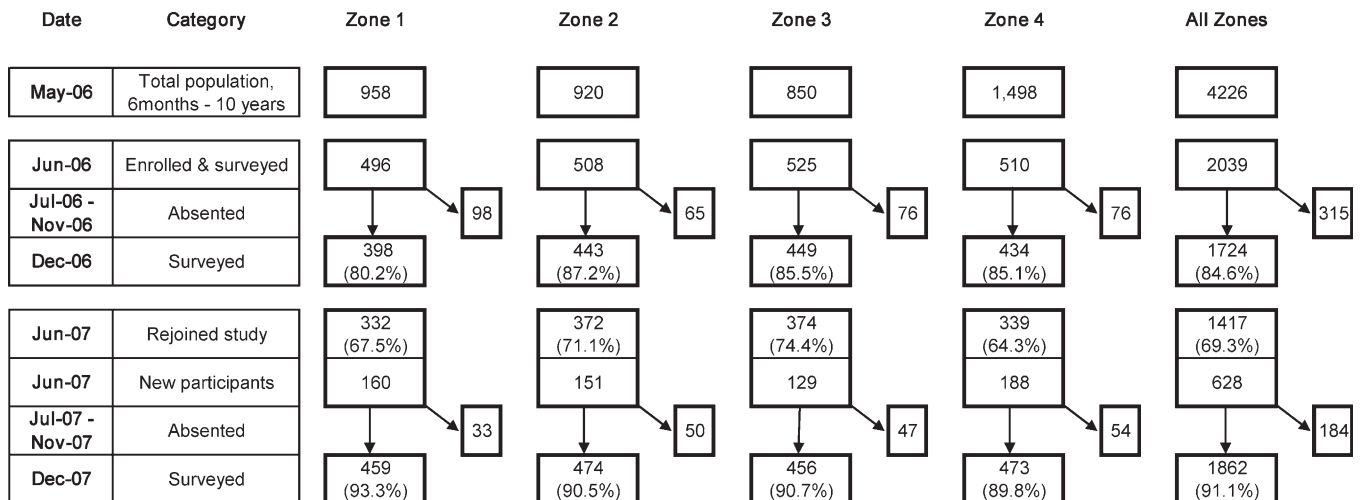 Date Category Zone 1 Zone 2 Zone 3 Zone 4 All Zones
May-06 Total population, 6months - 10 years 958 920 850 1,498 4226
Jun-06 Enrolled & surveyed 496 508 525 510 2039
Jul-06 - Nov-06 Absented 98 65 76 76 315
Dec-06 Surveyed 398 (80.2%) 443 (87.2%) 449 (85.5%) 434 (85.1%) 1724 (84.6%)
Jun-07 Rejoined study 332 (67.5%) 372 (71.1%) 374 (74.4%) 339 (64.3%) 1417 (69.3%)
Jun-07 New participants 160 151 129 188 628
Jul-07 - Nov-07 Absented 33 50 47 54 184
Dec-07 Surveyed 459 (93.3%) 474 (90.5%) 456 (90.7%) 473 (89.8%) 1862 (91.1%)